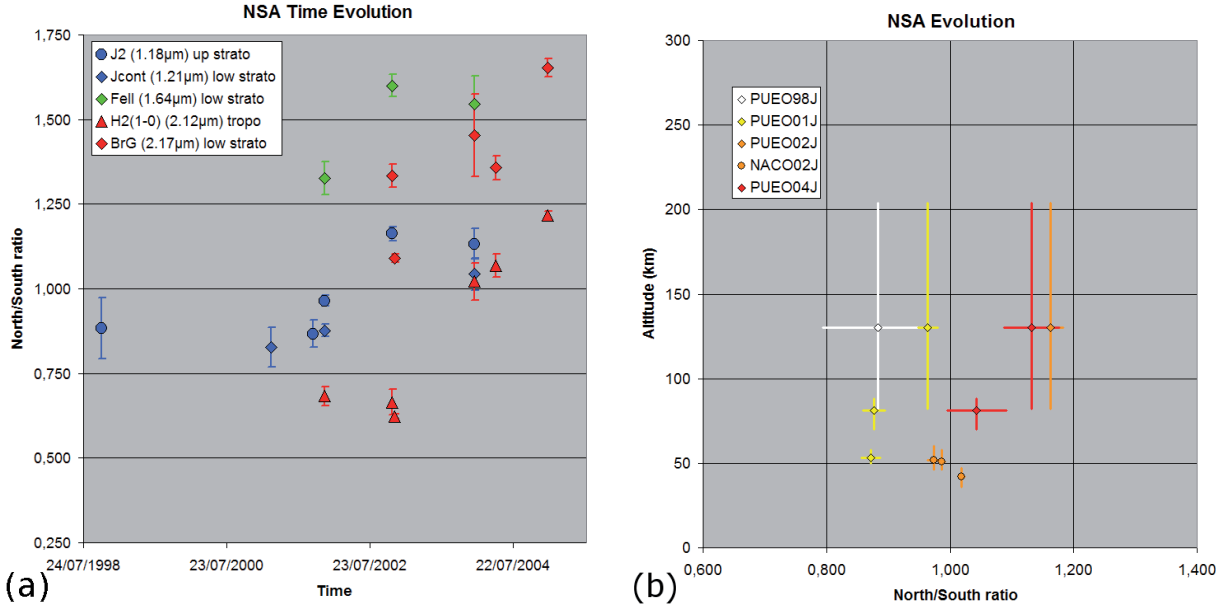 NSA Time Evolution
1,750
1,500
1,250
1,000
0,750
0,500
0,250
North/South ratio
J2 (1.18µm) up strato
Jcont (1.21µm) low strato
FeII (1.64µm) low strato
H2(1-0) (2.12µm) tropo
BrG (2.17µm) low strato
24/07/1998
23/07/2000
23/07/2002
22/07/2004
Time
(a)
NSA Evolution
300
250
200
150
100
50
0
Altitude (km)
PUEO98J
PUEO01J
PUEO02J
NACO02J
PUEO04J
0,600
0,800
1,000
1,200
1,400
North/South ratio
(b)